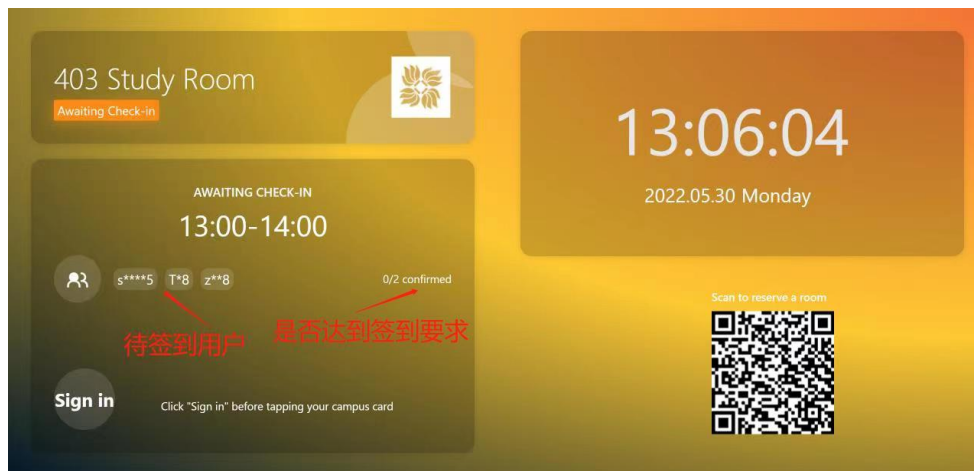 403 Study Room
Awaiting Check-in
AWAITING CHECK-IN
13:00-14:00
s****5 T*8 z**8
0/2 confirmed
待签到用户
是否达到签到要求
Sign in
Click "Sign in" before tapping your campus card
13:06:04
2022.05.30 Monday
Scan to reserve a room